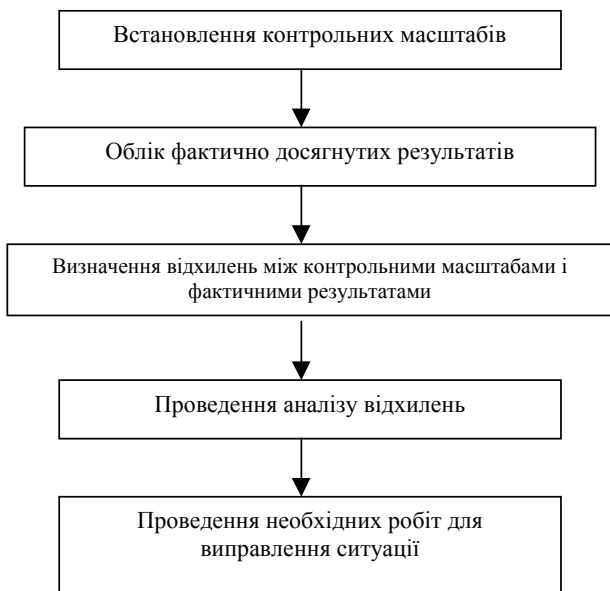 Встановлення контрольних масштабів
Облік фактично досягнутих результатів
Визначення відхилень між контрольними масштабами і
фактичними результатами
Проведення аналізу відхилень
Проведення необхідних робіт для
виправлення ситуації